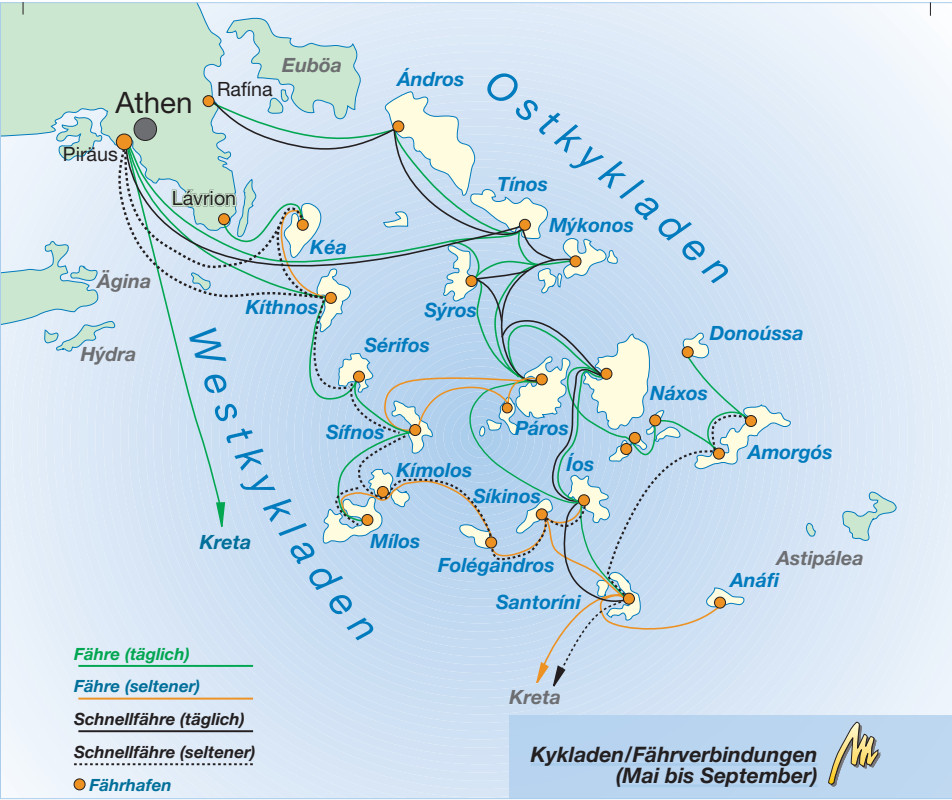 Euböa
Ándros
Ostkykladen
Rafína
Athen
Piräus
Lávrion
Tínos
Mýkonos
Kéa
Ägina
Kíthnos
Sýros
Hýdra
Westkykladen
Sérifos
Donoússa
Náxos
Sífnos
Páros
Amorgós
Kímolos
Íos
Síkinos
Mílos
Kreta
Folégandros
Astipálea
Anáfi
Santoríni
Kreta
Fähre (täglich)
Fähre (seltener)
Schnellfähre (täglich)
Schnellfähre (seltener)
Fährhafen
Kykladen/Fährverbindungen
(Mai bis September)